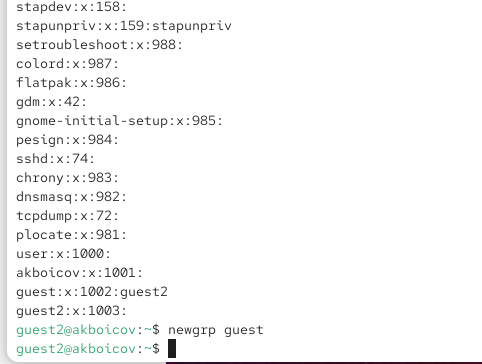 stapdev:x:158:
stapunpriv:x:159:stapunpriv
setroubleshoot:x:988:
colord:x:987:
flatpak:x:986:
gdm:x:42:
gnome-initial-setup:x:985:
pesign:x:984:
sshd:x:74:
chrony:x:983:
dnsmasq:x:982:
tcpdump:x:72:
plocate:x:981:
user:x:1000:
akboicov:x:1001:
guest:x:1002:guest2
guest2:x:1003:
guest2@akboicov:~$ newgrp guest
guest2@akboicov:~$